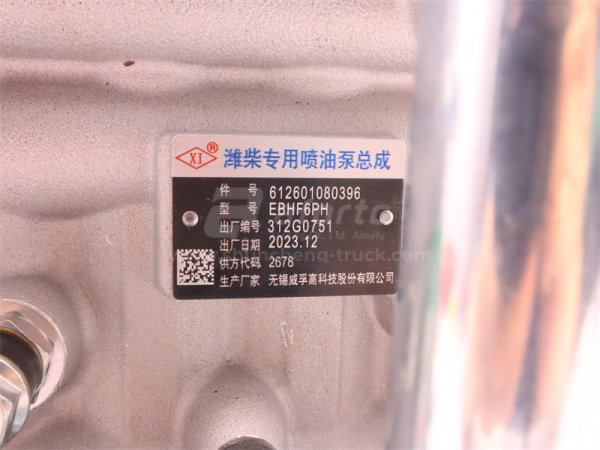 XI ® 潍柴专用喷油泵总成
件 号 612601080396
型 号 EBHF6PH
出厂编号 312G0751
出厂日期 2023.12
供方代码 2678
生产厂家 无锡威孚高科技股份有限公司